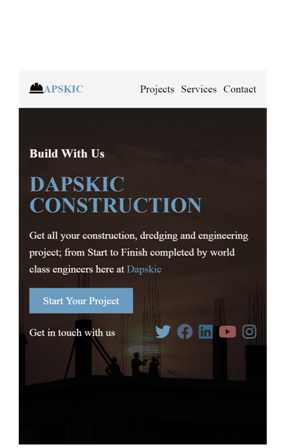 APSKIC
Projects Services Contact
Build With Us
DAPSKIC
CONSTRUCTION
Get all your construction, dredging and engineering
project; from Start to Finish completed by world
class engineers here at Dapskic
Start Your Project
Get in touch with us